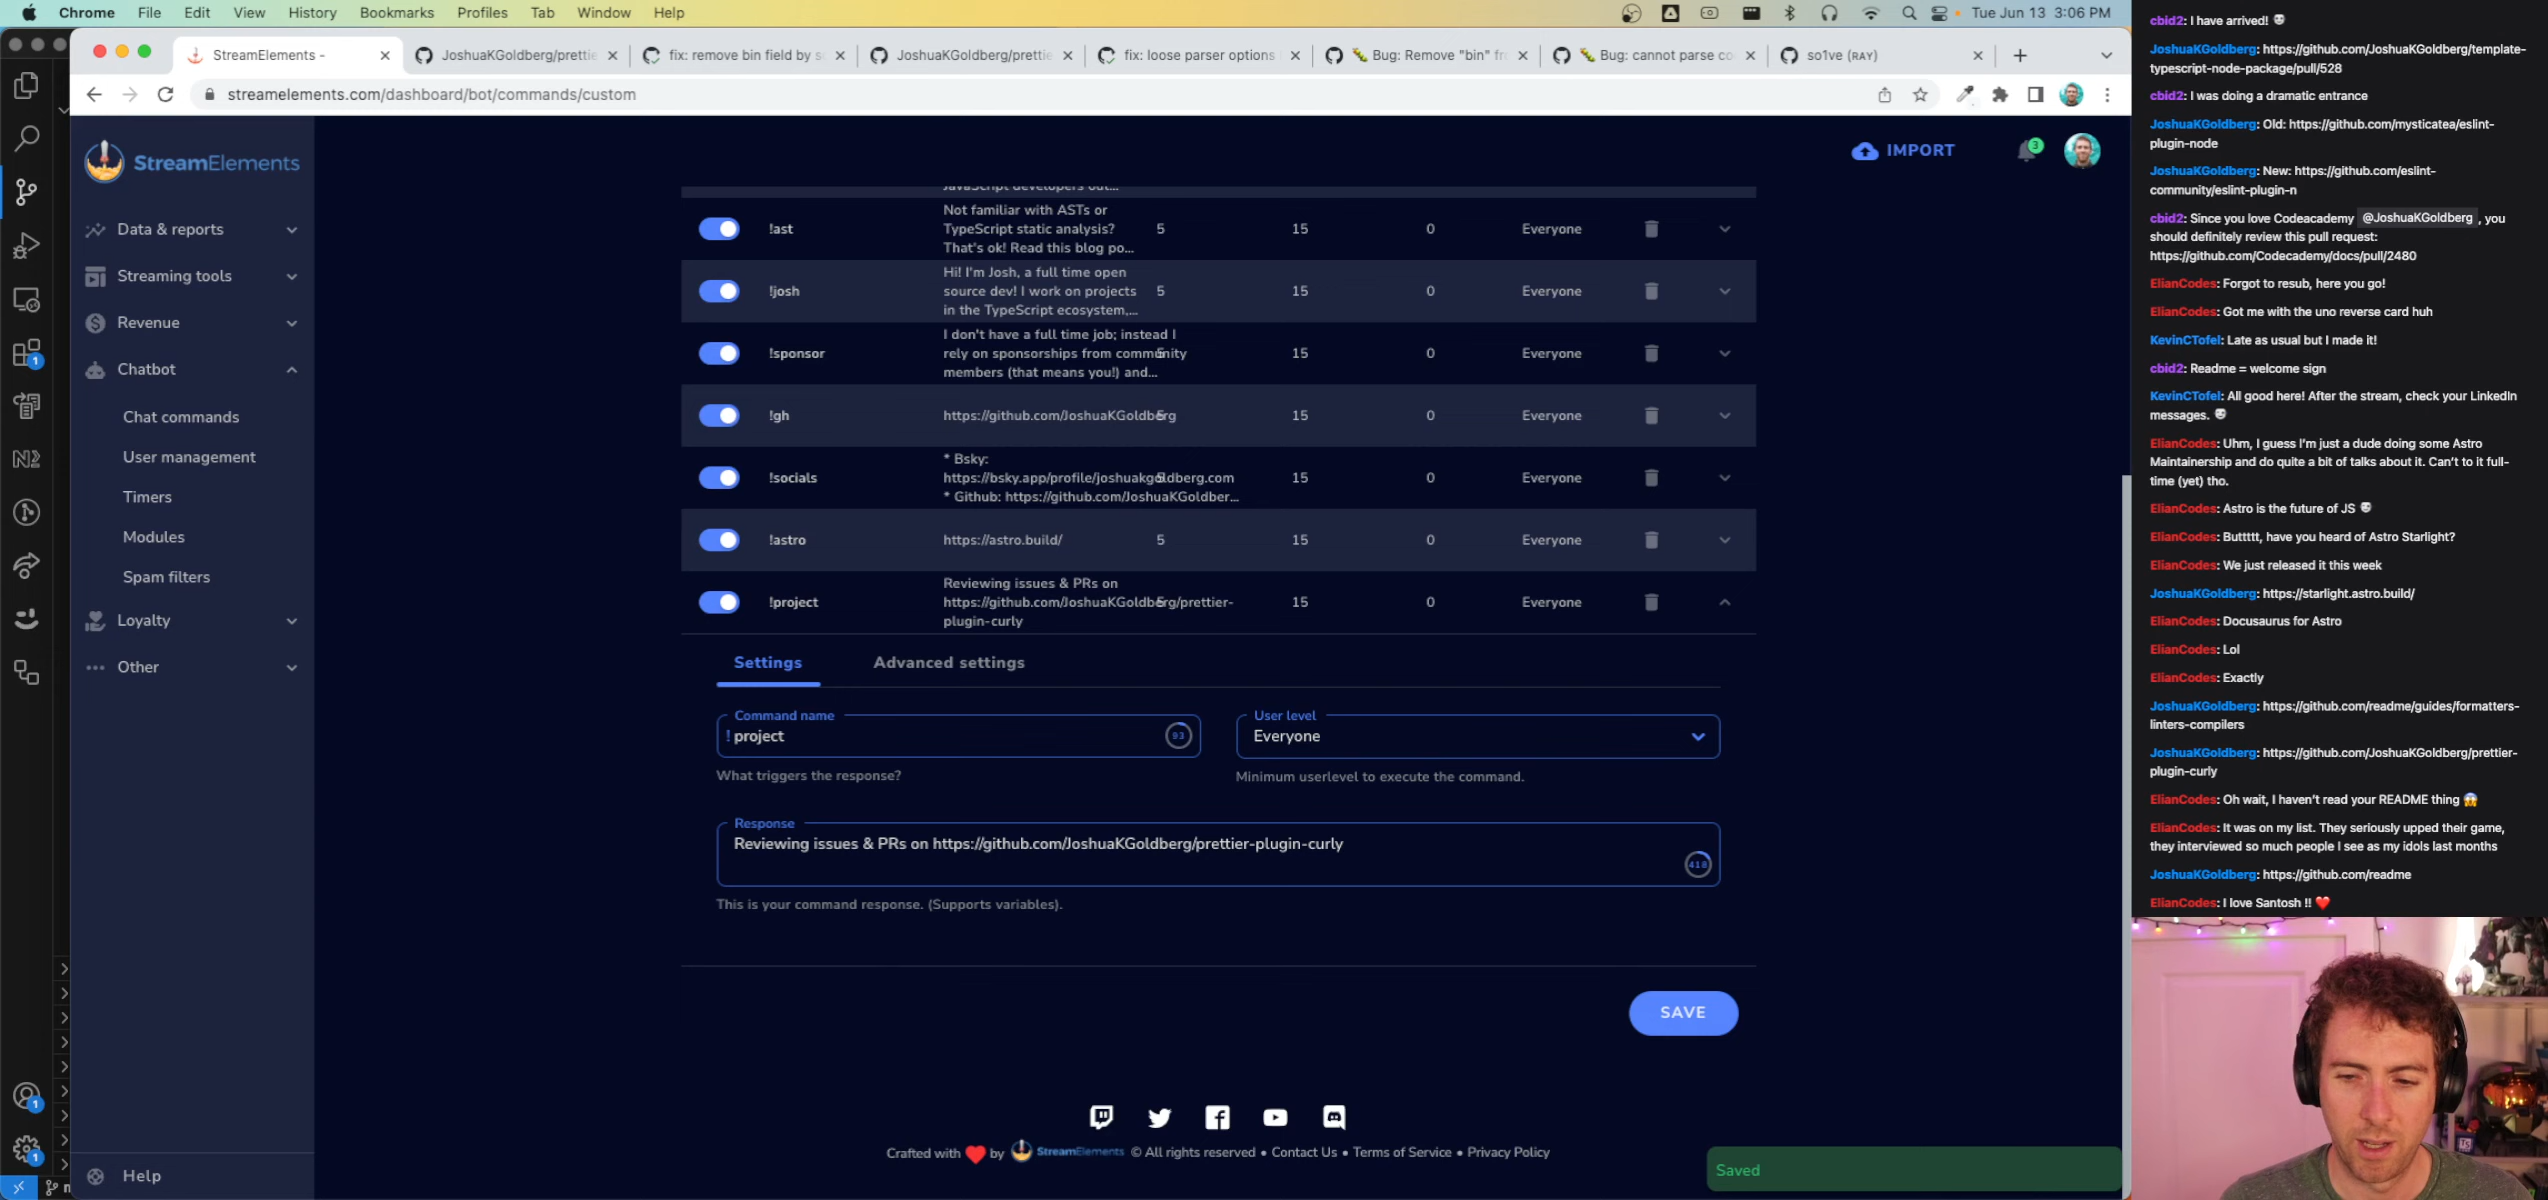 Chrome File Edit View History Bookmarks Profiles Tab Window Help
Tue Jun 13 3:06 PM
StreamElements -
JoshuaKGoldberg/prettie
fix: remove bin field by s
JoshuaKGoldberg/prettie
fix: loose parser options
Bug: Remove "bin" fr
Bug: cannot parse co
so1ve (RAY)
streamelements.com/dashboard/bot/commands/custom
StreamElements
IMPORT
3
Data & reports
Streaming tools
Revenue
Chatbot
Chat commands
User management
Timers
Modules
Spam filters
Loyalty
Other
Help
JavaScript developers out...
!ast
Not familiar with ASTs or
TypeScript static analysis?
That's ok! Read this blog po...
5 15 0 Everyone
!josh
Hi! I'm Josh, a full time open
source dev! I work on projects
in the TypeScript ecosystem,...
5 15 0 Everyone
!sponsor
I don't have a full time job; instead I
rely on sponsorships from community
members (that means you!) and...
5 15 0 Everyone
!gh
https://github.com/JoshuaKGoldberg
5 15 0 Everyone
!socials
* Bsky:
https://bsky.app/profile/joshuakgoldberg.com
* Github: https://github.com/JoshuaKGoldber...
5 15 0 Everyone
!astro
https://astro.build/
5 15 0 Everyone
!project
Reviewing issues & PRs on
https://github.com/JoshuaKGoldberg/prettier-
plugin-curly
5 15 0 Everyone
Settings Advanced settings
Command name
! project
93
What triggers the response?
User level
Everyone
Minimum userlevel to execute the command.
Response
Reviewing issues & PRs on https://github.com/JoshuaKGoldberg/prettier-plugin-curly
418
This is your command response. (Supports variables).
SAVE
Crafted with ❤ by StreamElements © All rights reserved • Contact Us • Terms of Service • Privacy Policy
Saved
1
1
1
cbid2: I have arrived!
JoshuaKGoldberg: https://github.com/JoshuaKGoldberg/template-
typescript-node-package/pull/528
cbid2: I was doing a dramatic entrance
JoshuaKGoldberg: Old: https://github.com/mysticatea/eslint-
plugin-node
JoshuaKGoldberg: New: https://github.com/eslint-
community/eslint-plugin-n
cbid2: Since you love Codeacademy @JoshuaKGoldberg , you
should definitely review this pull request:
https://github.com/Codecademy/docs/pull/2480
ElianCodes: Forgot to resub, here you go!
ElianCodes: Got me with the uno reverse card huh
KevinCTofel: Late as usual but I made it!
cbid2: Readme = welcome sign
KevinCTofel: All good here! After the stream, check your LinkedIn
messages.
ElianCodes: Uhm, I guess I'm just a dude doing some Astro
Maintainership and do quite a bit of talks about it. Can't to it full-
time (yet) tho.
ElianCodes: Astro is the future of JS
ElianCodes: Buttttt, have you heard of Astro Starlight?
ElianCodes: We just released it this week
JoshuaKGoldberg: https://starlight.astro.build/
ElianCodes: Docusaurus for Astro
ElianCodes: Lol
ElianCodes: Exactly
JoshuaKGoldberg: https://github.com/readme/guides/formatters-
linters-compilers
JoshuaKGoldberg: https://github.com/JoshuaKGoldberg/prettier-
plugin-curly
ElianCodes: Oh wait, I haven't read your README thing 😱
ElianCodes: It was on my list. They seriously upped their game,
they interviewed so much people I see as my idols last months
JoshuaKGoldberg: https://github.com/readme
ElianCodes: I love Santosh !! ❤️